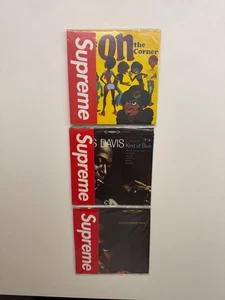 Supreme
on
the
Corner
Supreme
S DAVIS
Kind of Blue
Supreme